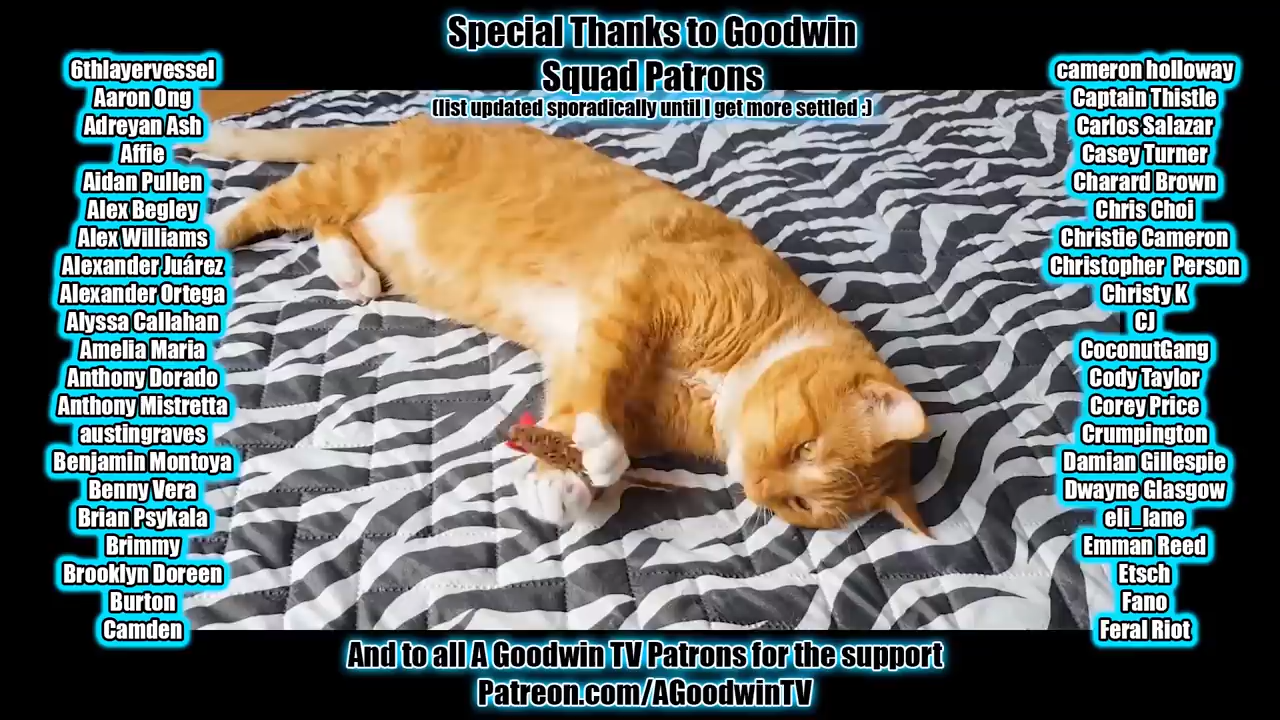 Special Thanks to Goodwin
Squad Patrons
(list updated sporadically until I get more settled :)
6thlayervessel
Aaron Ong
Adreyan Ash
Affie
Aidan Pullen
Alex Begley
Alex Williams
Alexander Juárez
Alexander Ortega
Alyssa Callahan
Amelia Maria
Anthony Dorado
Anthony Mistretta
austingraves
Benjamin Montoya
Benny Vera
Brian Psykala
Brimmy
Brooklyn Doreen
Burton
Camden
cameron holloway
Captain Thistle
Carlos Salazar
Casey Turner
Charard Brown
Chris Choi
Christie Cameron
Christopher Person
Christy K
CJ
CoconutGang
Cody Taylor
Corey Price
Crumpington
Damian Gillespie
Dwayne Glasgow
eli_lane
Emman Reed
Etsch
Fano
Feral Riot
And to all A Goodwin TV Patrons for the support
Patreon.com/AGoodwinTV